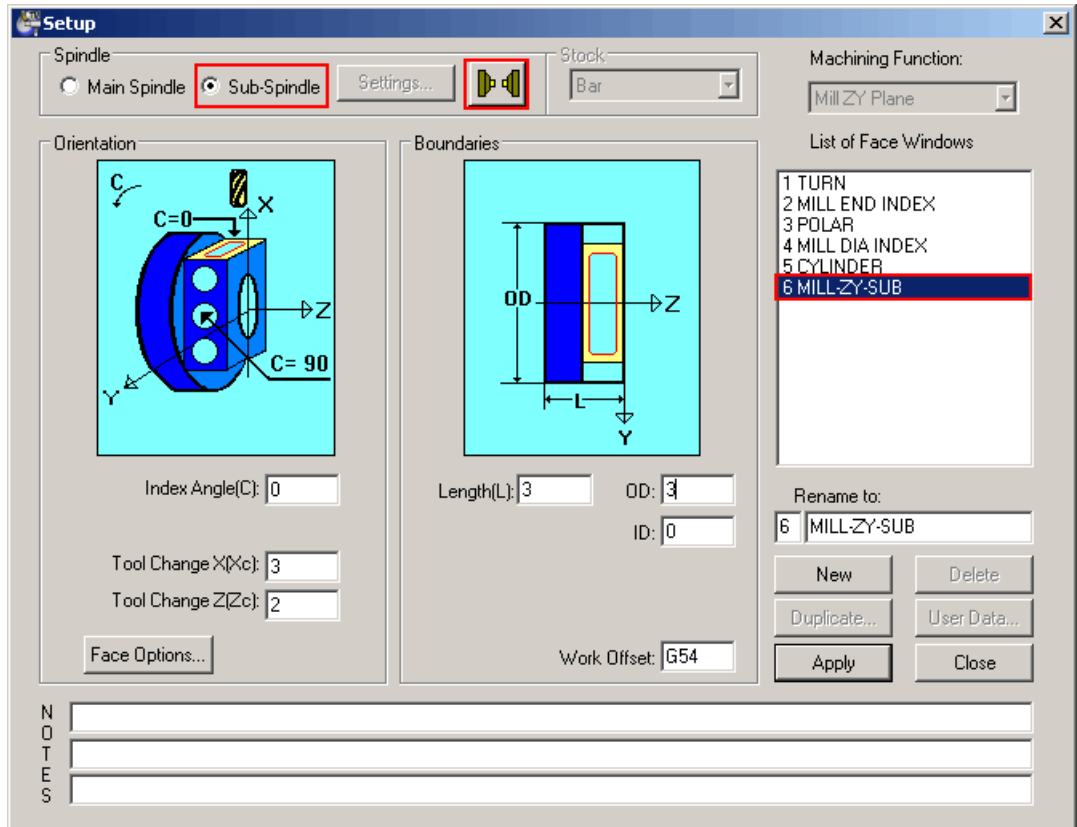 Setup
Spindle
Main Spindle
Sub-Spindle
Settings...
Stock
Bar
Machining Function:
Mill ZY Plane
Orientation
C
C=0
X
Z
C= 90
Y
Index Angle(C): 0
Tool Change X(Xc): 3
Tool Change Z(Zc): 2
Face Options...
Boundaries
OD
Z
L
Y
Length(L): 3
OD: 3
ID: 0
Work Offset: G54
List of Face Windows
1 TURN
2 MILL END INDEX
3 POLAR
4 MILL DIA INDEX
5 CYLINDER
6 MILL-ZY-SUB
Rename to:
6 MILL-ZY-SUB
New
Delete
Duplicate...
User Data...
Apply
Close
NOTES